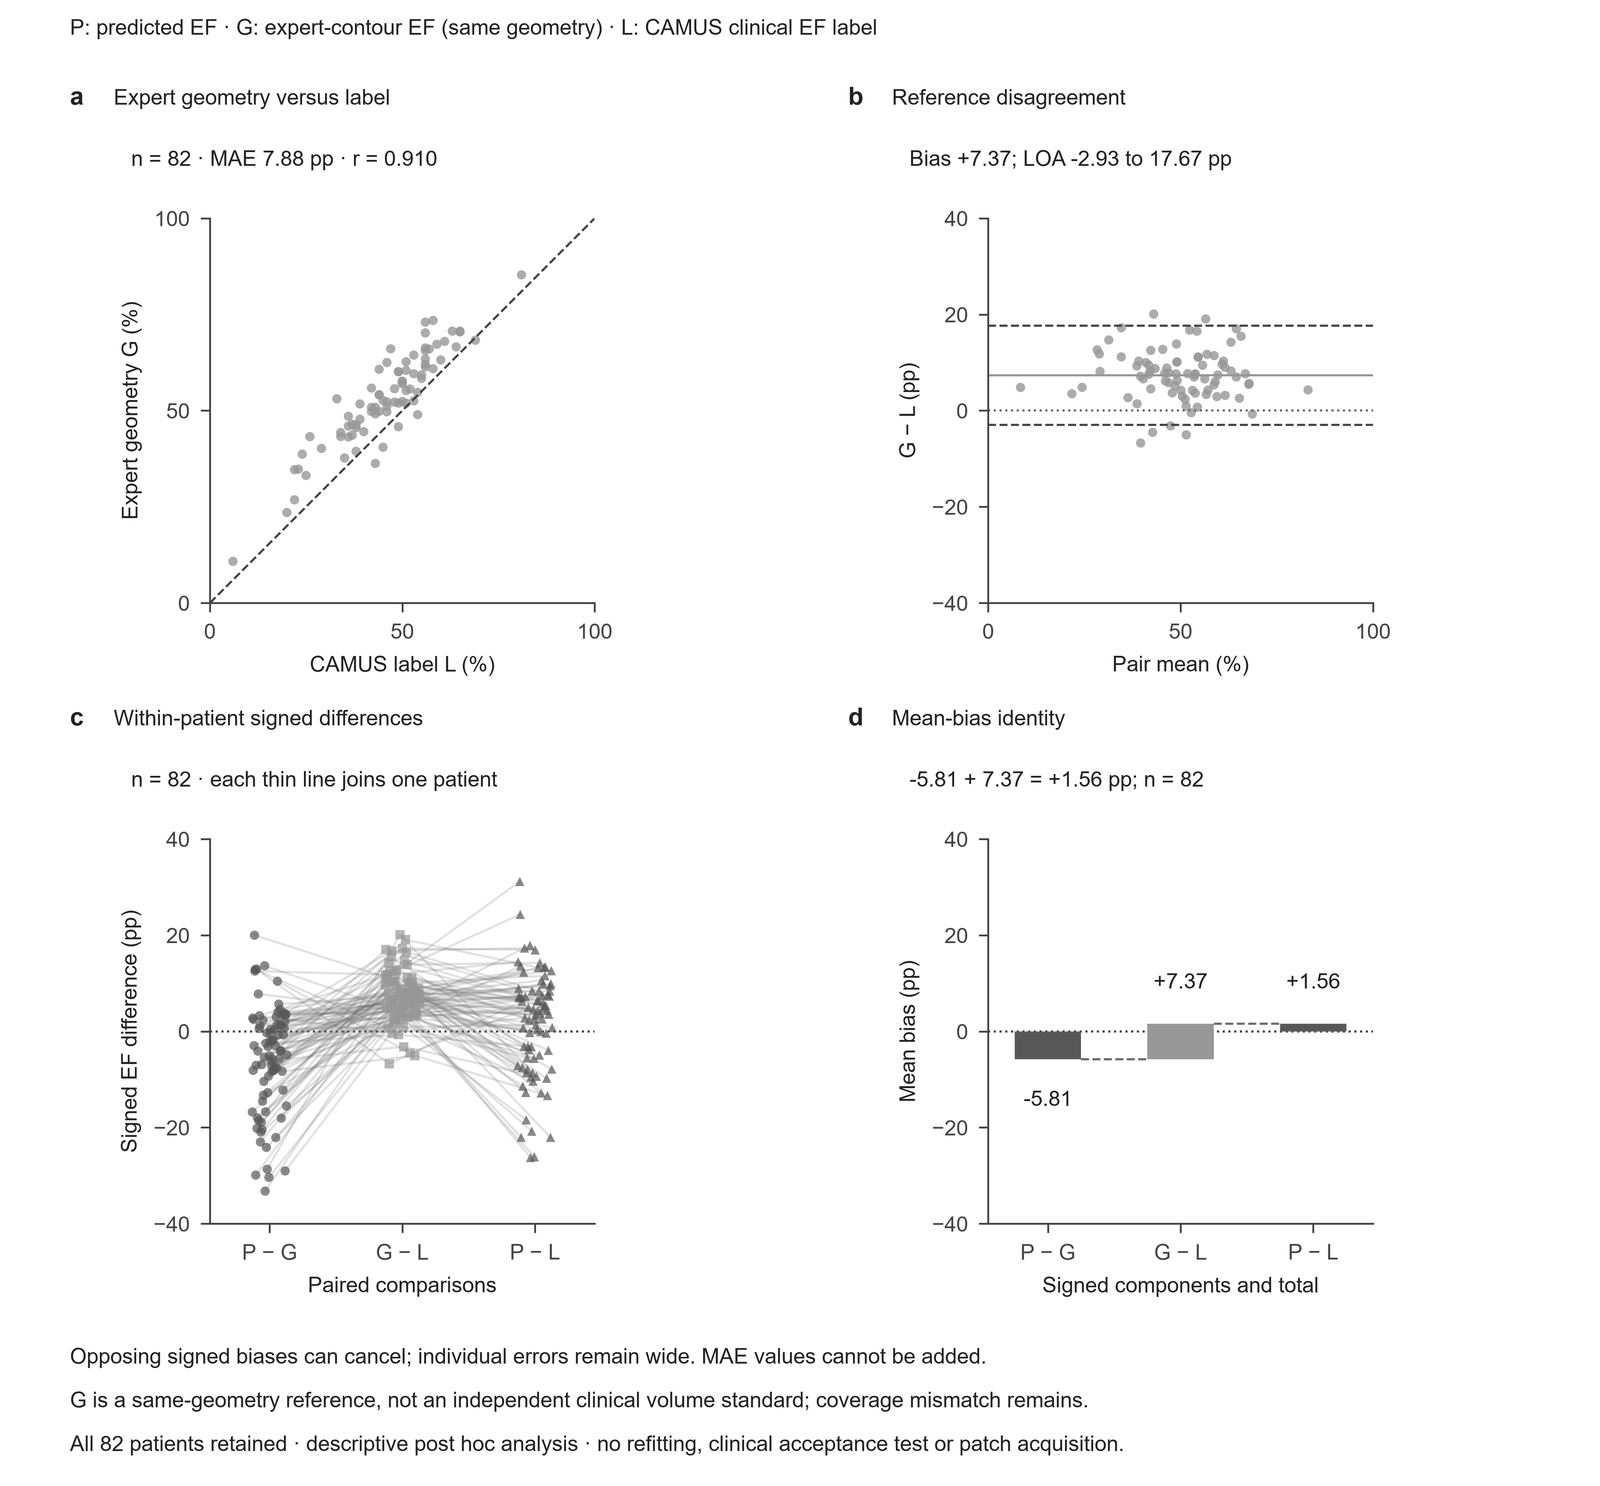 P: predicted EF · G: expert-contour EF (same geometry) · L: CAMUS clinical EF label
a Expert geometry versus label
n = 82 · MAE 7.88 pp · r = 0.910
100
50
0
0 50 100
Expert geometry G (%)
CAMUS label L (%)
b Reference disagreement
Bias +7.37; LOA -2.93 to 17.67 pp
40
20
0
−20
−40
0 50 100
G − L (pp)
Pair mean (%)
c Within-patient signed differences
n = 82 · each thin line joins one patient
40
20
0
−20
−40
P − G G − L P − L
Signed EF difference (pp)
Paired comparisons
d Mean-bias identity
-5.81 + 7.37 = +1.56 pp; n = 82
40
20
0
−20
−40
+7.37 +1.56
-5.81
P − G G − L P − L
Mean bias (pp)
Signed components and total
Opposing signed biases can cancel; individual errors remain wide. MAE values cannot be added.
G is a same-geometry reference, not an independent clinical volume standard; coverage mismatch remains.
All 82 patients retained · descriptive post hoc analysis · no refitting, clinical acceptance test or patch acquisition.